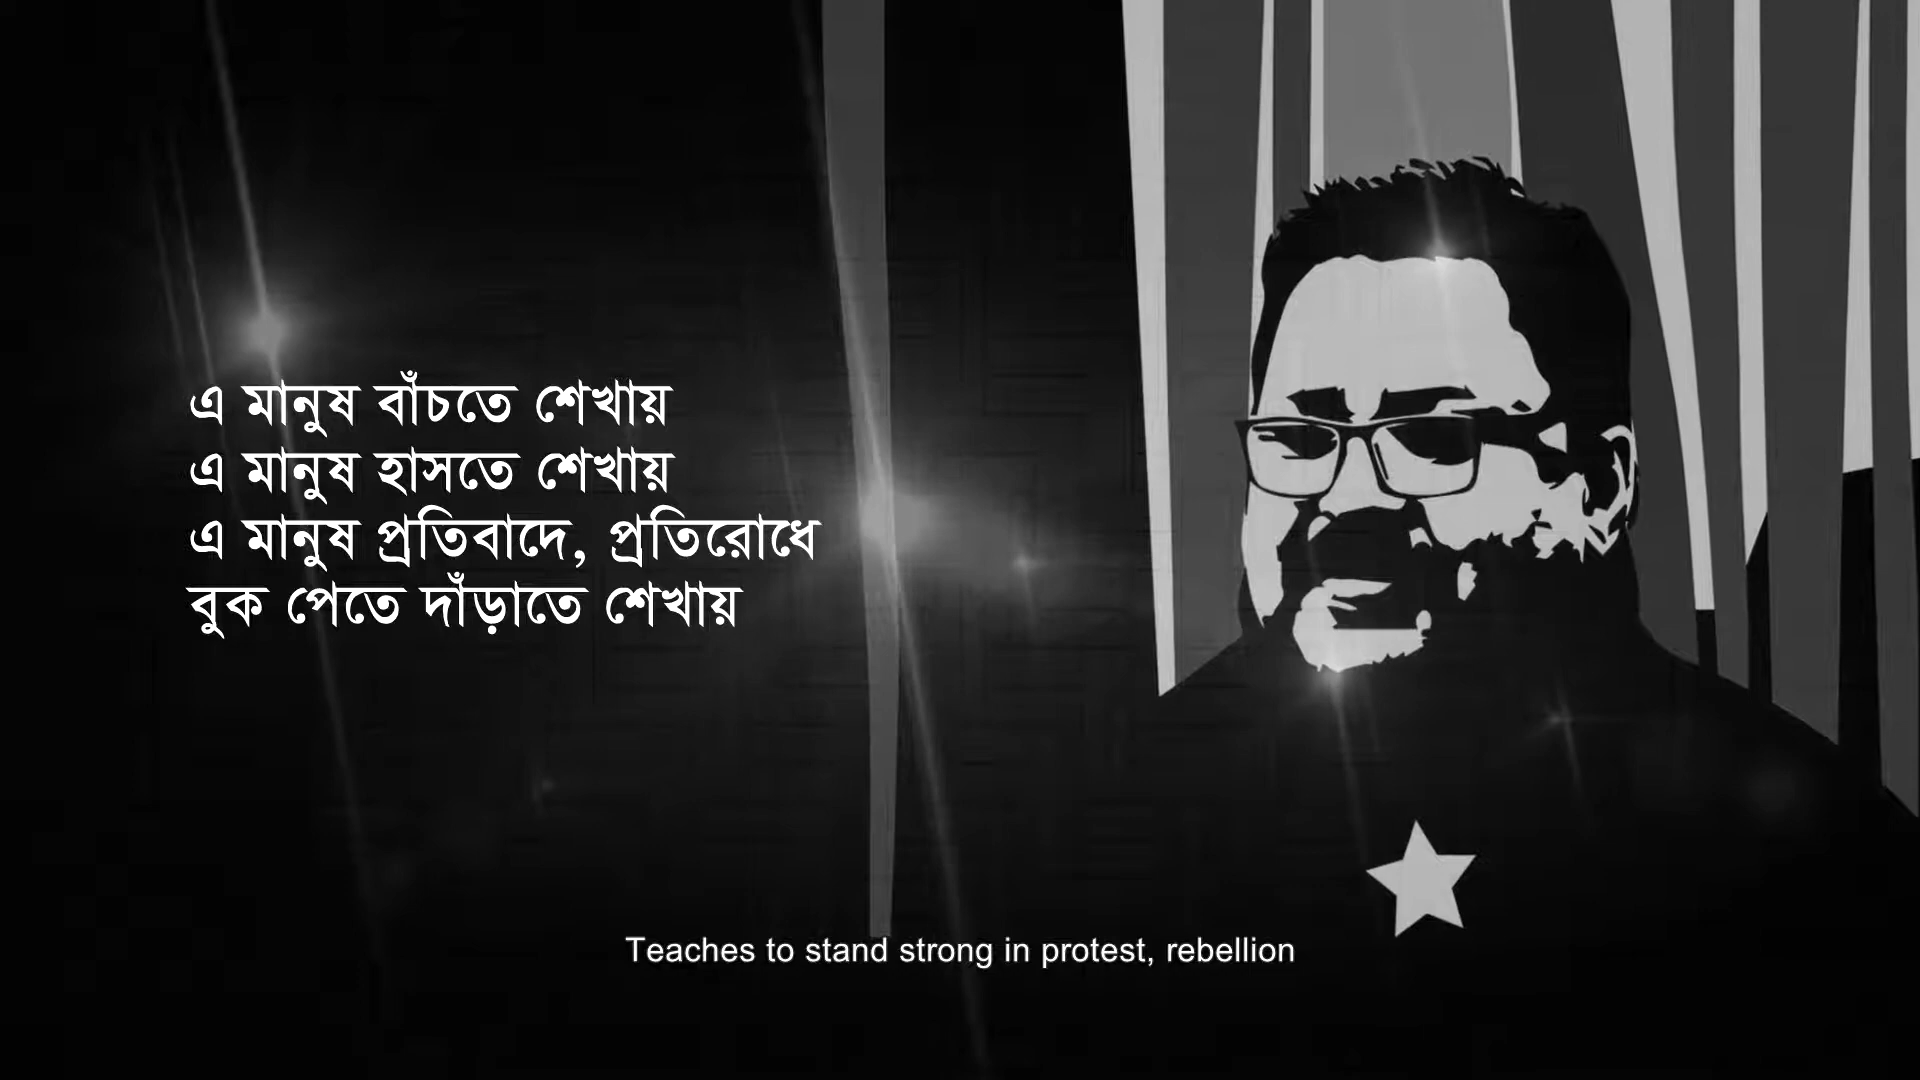 এ মানুষ বাঁচতে শেখায়
এ মানুষ হাসতে শেখায়
এ মানুষ প্রতিবাদে, প্রতিরোধে
বুক পেতে দাঁড়াতে শেখায়
Teaches to stand strong in protest, rebellion